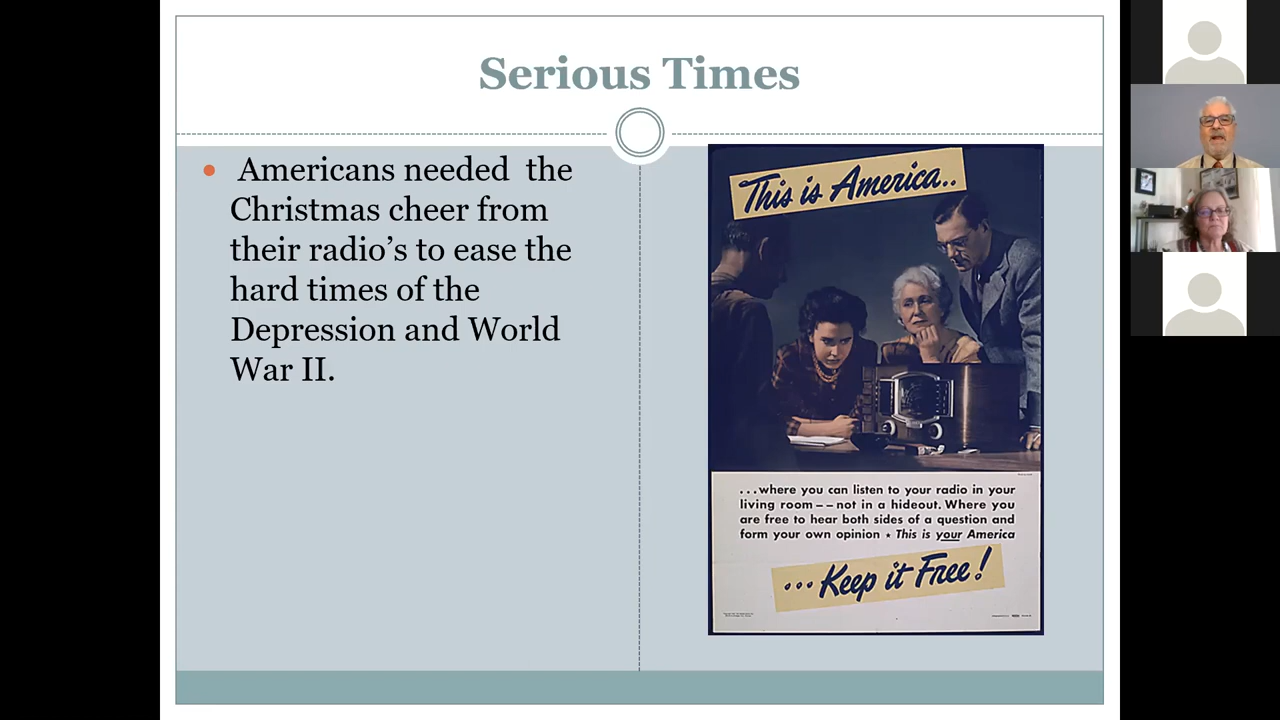 Serious Times
Americans needed  the
Christmas cheer from
their radio’s to ease the
hard times of the
Depression and World
War II.
This is America..
...where you can listen to your radio in your
living room -- not in a hideout. Where you
are free to hear both sides of a question and
form your own opinion ★ This is your America
...Keep it Free!